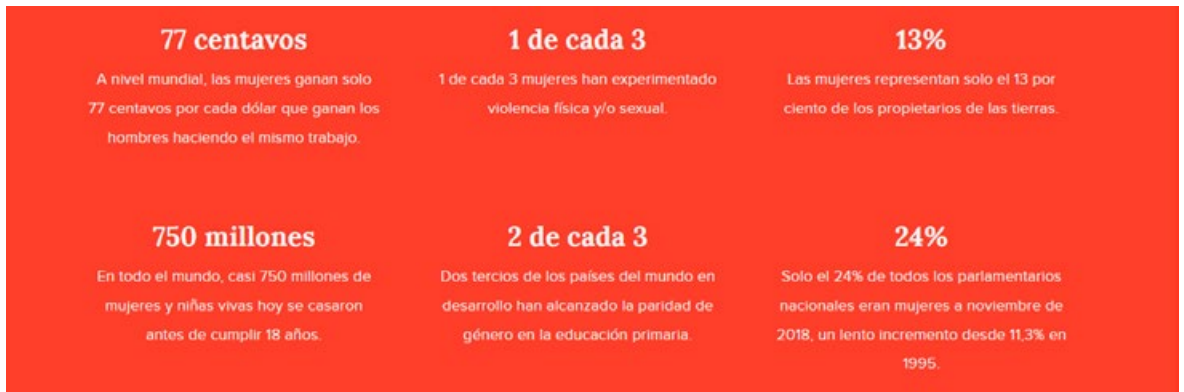 77 centavos
A nivel mundial, las mujeres ganan solo
77 centavos por cada dólar que ganan los
hombres haciendo el mismo trabajo.
1 de cada 3
1 de cada 3 mujeres han experimentado
violencia física y/o sexual.
13%
Las mujeres representan solo el 13 por
ciento de los propietarios de las tierras.
750 millones
En todo el mundo, casi 750 millones de
mujeres y niñas vivas hoy se casaron
antes de cumplir 18 años.
2 de cada 3
Dos tercios de los países del mundo en
desarrollo han alcanzado la paridad de
género en la educación primaria.
24%
Solo el 24% de todos los parlamentarios
nacionales eran mujeres a noviembre de
2018, un lento incremento desde 11,3% en
1995.